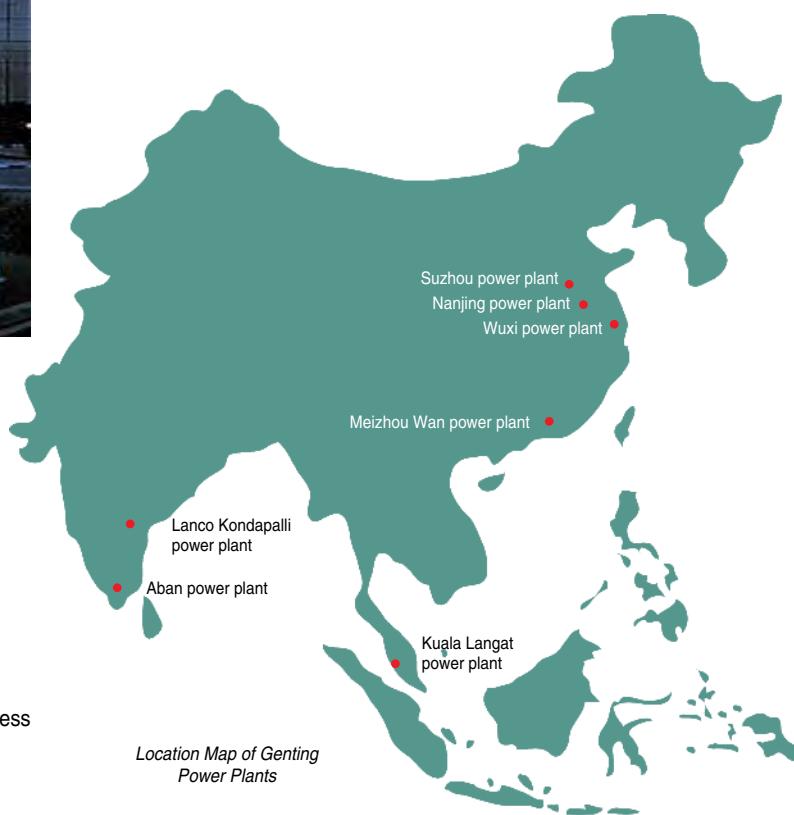 Suzhou power plant
Nanjing power plant
Wuxi power plant
Meizhou Wan power plant
Lanco Kondapalli
power plant
Aban power plant
Kuala Langat
power plant
ess
Location Map of Genting
Power Plants